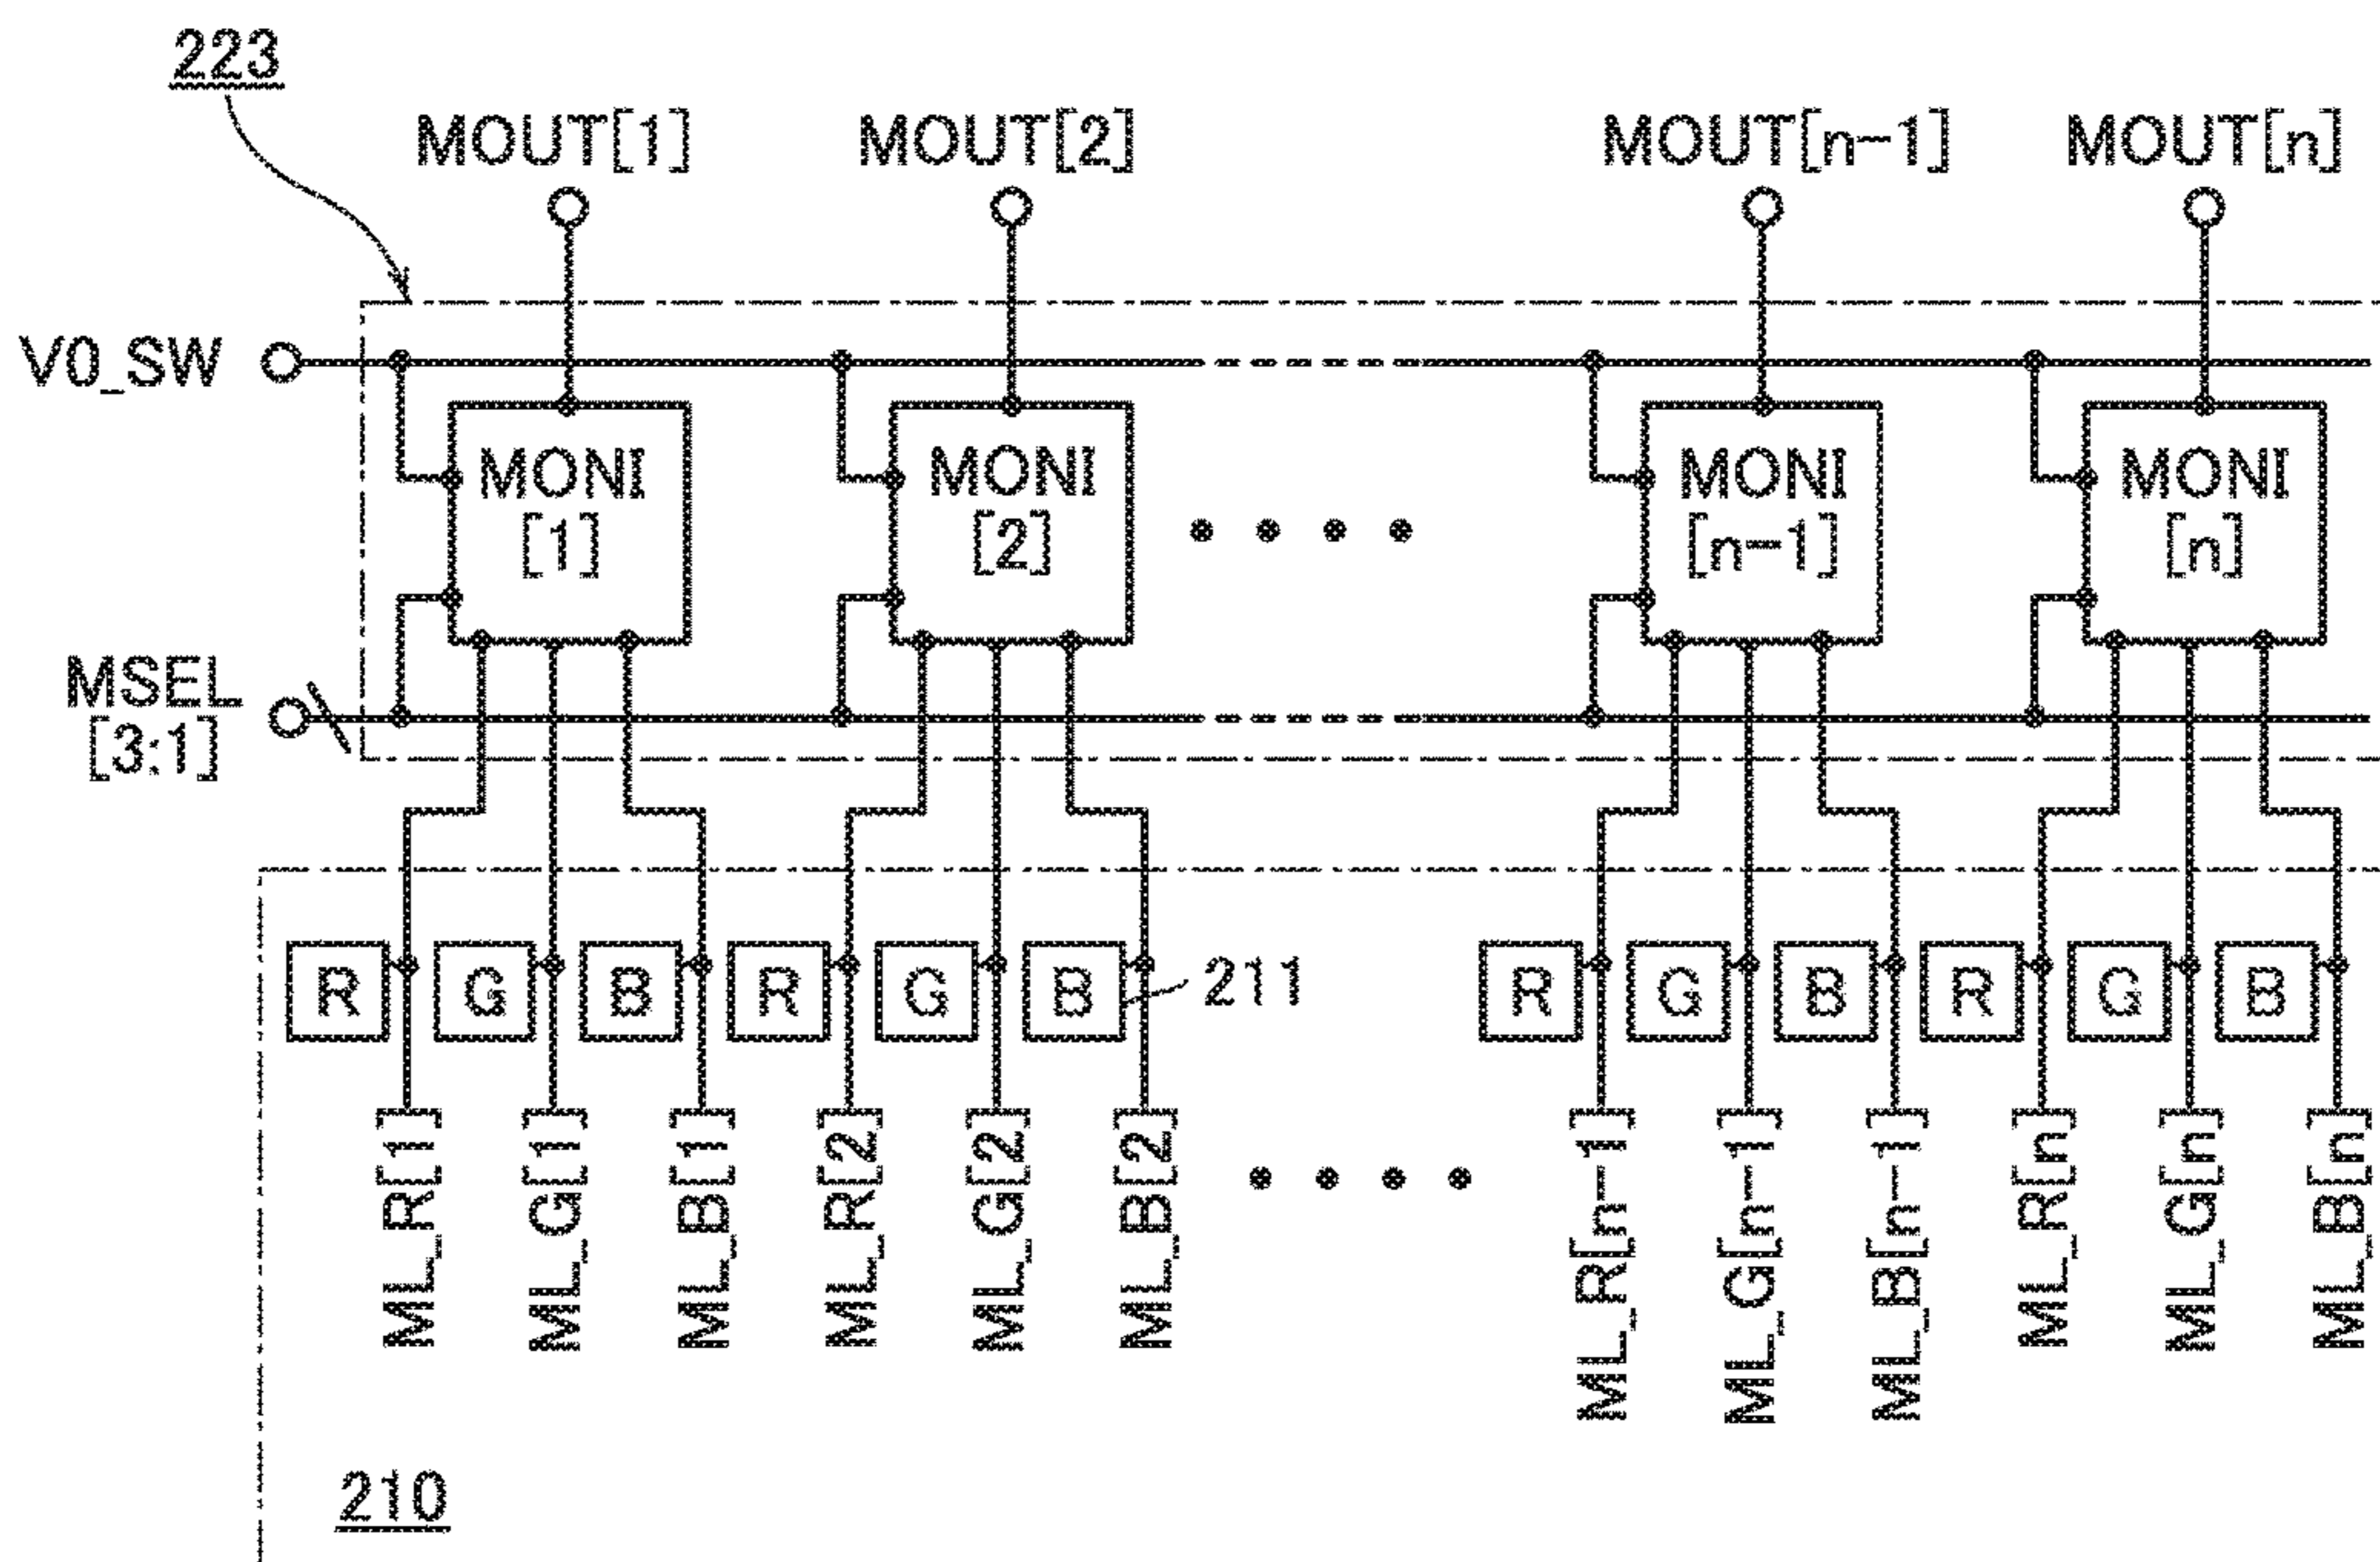 223
MOUT[1] MOUT[2] MOUT[n-1] MOUT[n]
V0_SW
MONI MONI MONI MONI
[1] [2] [n-1] [n]
MSEL
[3:1]
R G B R G B 211 R G B R G B
ML_R[1] ML_G[1] ML_B[1] ML_R[2] ML_G[2] ML_B[2] ML_R[n-1] ML_G[n-1] ML_B[n-1] ML_R[n] ML_G[n] ML_B[n]
210